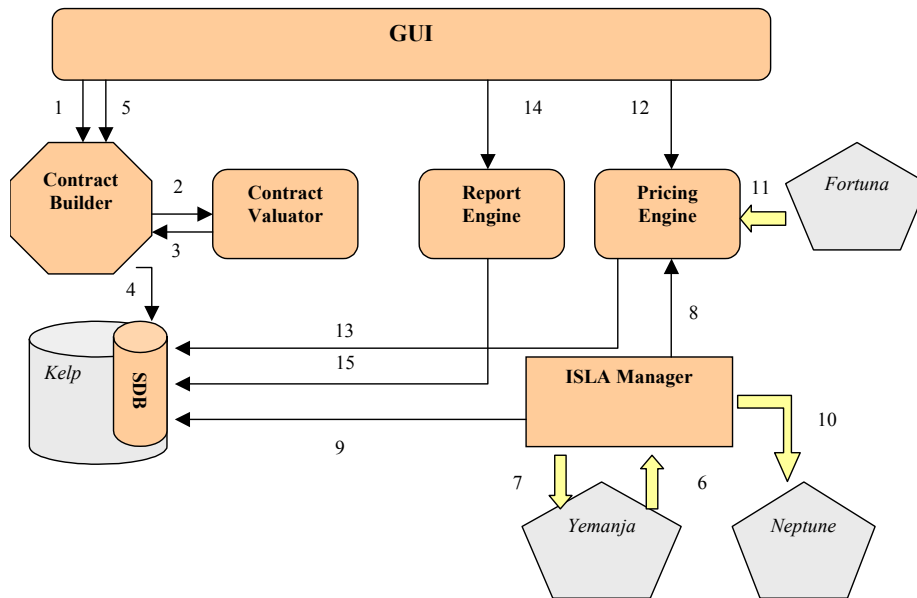 GUI
1
5
14
12
Contract
Builder
2
3
Contract
Valuator
Report
Engine
Pricing
Engine
11
Fortuna
4
13
8
Kelp
SDB
15
ISLA Manager
9
10
7
6
Yemanja
Neptune